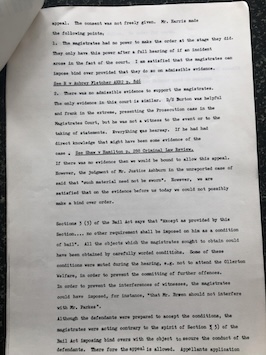 appeal. The consent was not freely given. Mr. Harris made
the following points;
1. The magistrates had no power to make the order at the stage they did.
They only have this power after a full hearing of if an incident
arose in the fact of the court. I am satisfied that the magistrates can
impose bind over provided that they do so on admissible evidence.
See R v Aubrey Fletcher
2. There was no admissible evidence to support the magistrates.
The only evidence in this court is similar. D/S Burton was helpful
and frank in the extreme, presenting the Prosecution case in the
Magistrates Court, but he was not a witness to the event or to the
taking of statements. Everything was hearsay. If he had had
direct knowledge that might have been some evidence of the
case. See Shaw v Hamilton Criminal Law Review.
If there was no evidence then we would be bound to allow this appeal.
However, the judgment of Mr. Justice in the unreported case of
said that "such material need not be sworn". However, we are
satisfied that on the evidence before us today we could not possibly
make a bind over order.
Sections 3 (3) of the Bail Act says that "except as provided by this
Section.... no other requirement shall be imposed on him as a condition
of bail". All the objects which the magistrates sought to obtain could
have been obtained by carefully worded conditions. Some of these
conditions were mooted during the hearing, e.g. not to attend the Ollerton
Welfare, in order to prevent the committing of further offences.
In order to prevent the interferences of witnesses, the magistrates
could have imposed, for instance, "that Mr. Brown should not interfere
with Mr. Parkes".
Although the defendants were prepared to accept the conditions, the
magistrates were acting contrary to the spirit of Section 3 (3) of the
Bail Act imposing bind overs with the object to secure the conduct of the
defendants. There fore the appeal is allowed. Appellants application